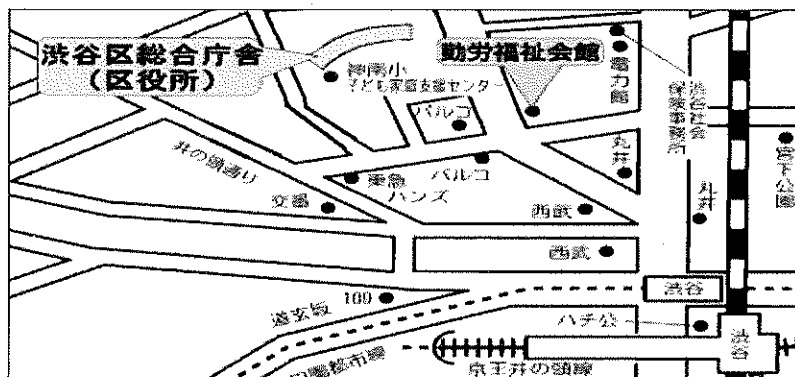 渋谷区総合庁舎
（区役所）
勤労福祉会館
神南小
子ども家庭支援センター
電力館
渋谷社会
保険事務所
パルコ
井の頭通り
東急
ハンズ
パルコ
丸井
宮下公園
交番
西武
丸井
西武
渋谷
109
道玄坂
ハチ公
渋谷
京王井の頭線